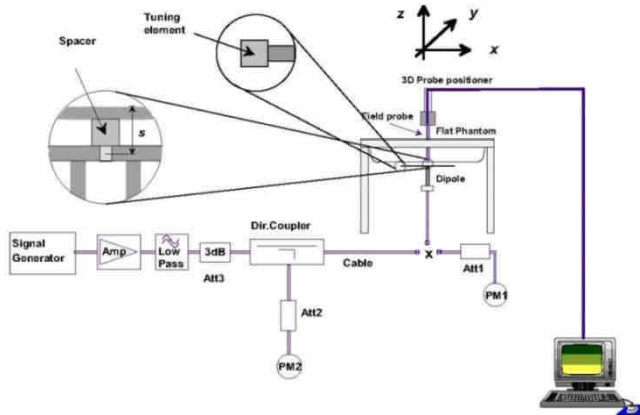 Tuning
element
z
y
x
Spacer
s
3D Probe positioner
Field probe
Flat Phantom
Dipole
Dir.Coupler
Signal
Generator
Amp
Low
Pass
3dB
Att3
Cable
x
Att1
PM1
Att2
PM2